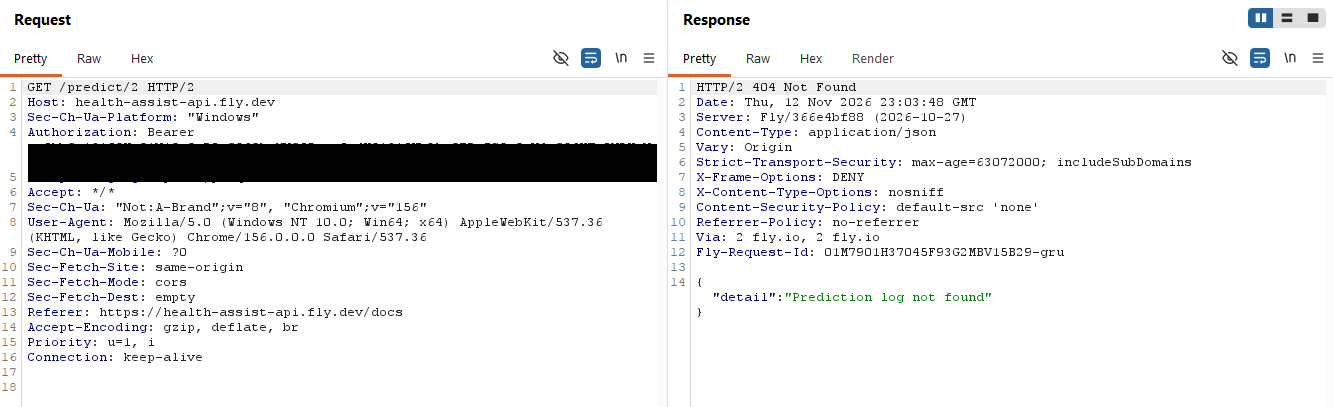 Request
Pretty Raw Hex \n
1 GET /predict/2 HTTP/2
2 Host: health-assist-api.fly.dev
3 Sec-Ch-Ua-Platform: "Windows"
4 Authorization: Bearer
5
6 Accept: */*
7 Sec-Ch-Ua: "Not:A-Brand";v="8", "Chromium";v="156"
8 User-Agent: Mozilla/5.0 (Windows NT 10.0; Win64; x64) AppleWebKit/537.36
(KHTML, like Gecko) Chrome/156.0.0.0 Safari/537.36
9 Sec-Ch-Ua-Mobile: ?0
10 Sec-Fetch-Site: same-origin
11 Sec-Fetch-Mode: cors
12 Sec-Fetch-Dest: empty
13 Referer: https://health-assist-api.fly.dev/docs
14 Accept-Encoding: gzip, deflate, br
15 Priority: u=1, i
16 Connection: keep-alive
17
18
Response
Pretty Raw Hex Render \n
1 HTTP/2 404 Not Found
2 Date: Thu, 12 Nov 2026 23:03:48 GMT
3 Server: Fly/366e4bf88 (2026-10-27)
4 Content-Type: application/json
5 Vary: Origin
6 Strict-Transport-Security: max-age=63072000; includeSubDomains
7 X-Frame-Options: DENY
8 X-Content-Type-Options: nosniff
9 Content-Security-Policy: default-src 'none'
10 Referrer-Policy: no-referrer
11 Via: 2 fly.io, 2 fly.io
12 Fly-Request-Id: 01M7901H37045F93G2MBV15B29-gru
13
14 {
"detail":"Prediction log not found"
}